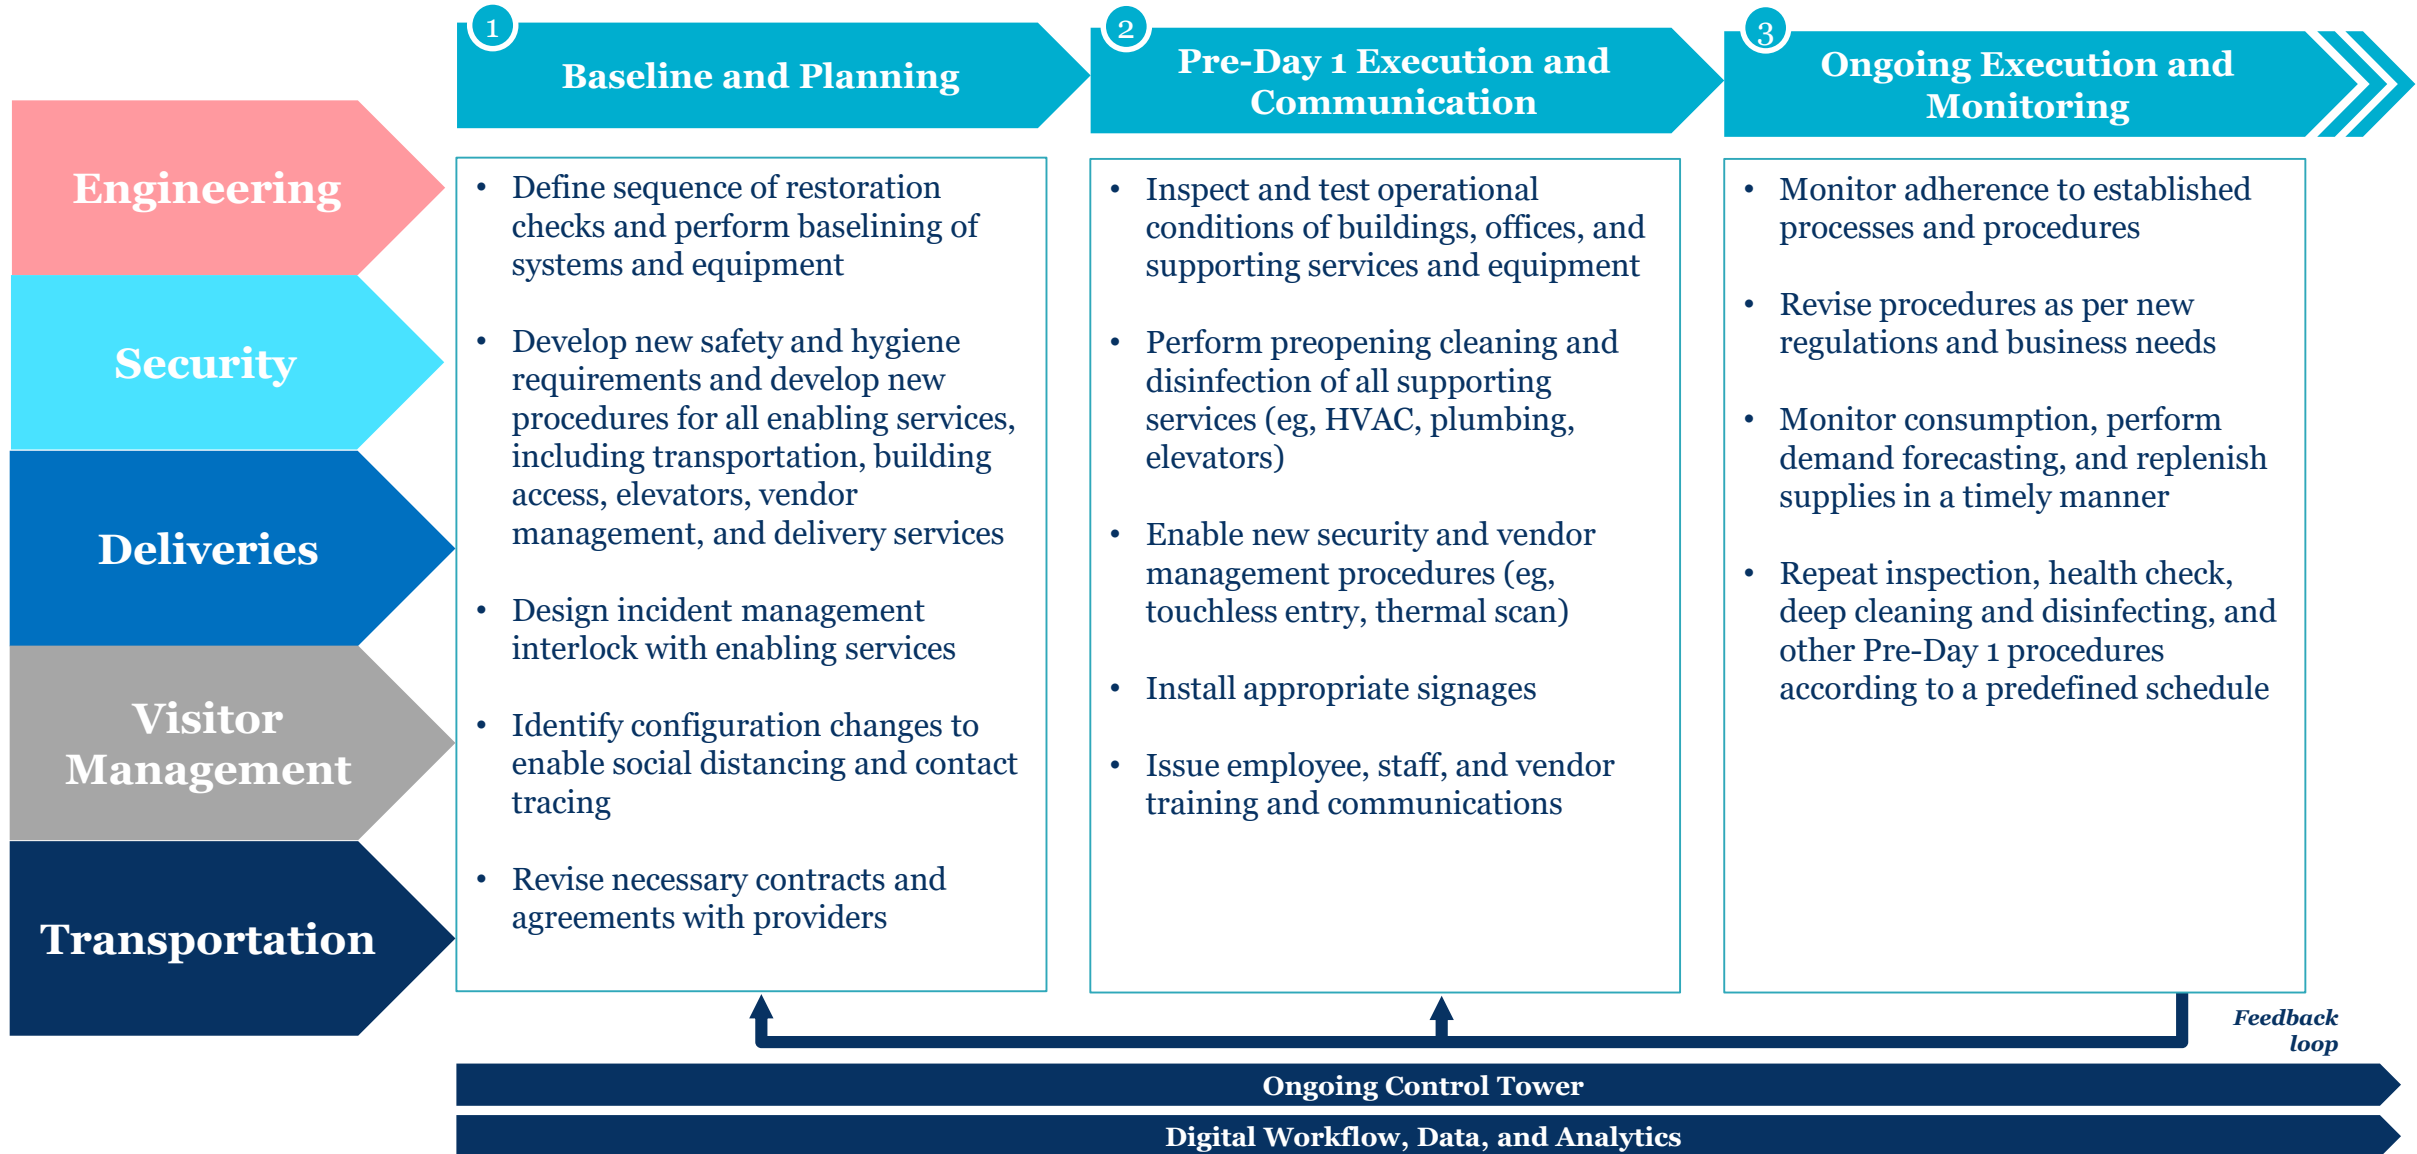 1
Baseline and Planning
2
Pre-Day 1 Execution and
Communication
3
Ongoing Execution and
Monitoring
Engineering
Security
Deliveries
Visitor
Management
Transportation
• Define sequence of restoration
checks and perform baselining of
systems and equipment
• Develop new safety and hygiene
requirements and develop new
procedures for all enabling services,
including transportation, building
access, elevators, vendor
management, and delivery services
• Design incident management
interlock with enabling services
• Identify configuration changes to
enable social distancing and contact
tracing
• Revise necessary contracts and
agreements with providers
• Inspect and test operational
conditions of buildings, offices, and
supporting services and equipment
• Perform preopening cleaning and
disinfection of all supporting
services (eg, HVAC, plumbing,
elevators)
• Enable new security and vendor
management procedures (eg,
touchless entry, thermal scan)
• Install appropriate signages
• Issue employee, staff, and vendor
training and communications
• Monitor adherence to established
processes and procedures
• Revise procedures as per new
regulations and business needs
• Monitor consumption, perform
demand forecasting, and replenish
supplies in a timely manner
• Repeat inspection, health check,
deep cleaning and disinfecting, and
other Pre-Day 1 procedures
according to a predefined schedule
Feedback
loop
Ongoing Control Tower
Digital Workflow, Data, and Analytics